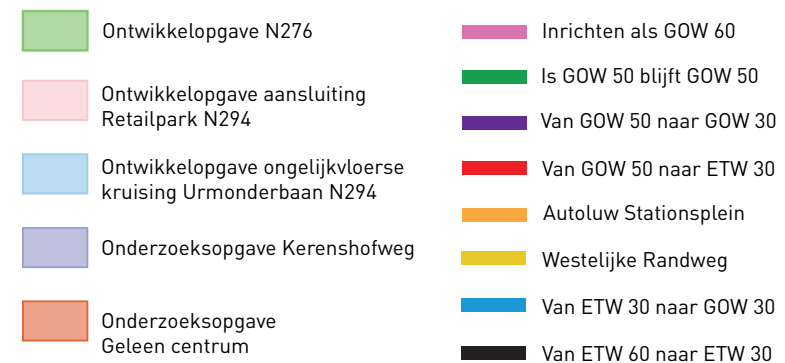 Ontwikkelopgave N276
Ontwikkelopgave aansluiting
Retailpark N294
Ontwikkelopgave ongelijkvloerse
kruising Urmonderbaan N294
Onderzoeksopgave Kerenshofweg
Onderzoeksopgave
Geleen centrum
Inrichten als GOW 60
Is GOW 50 blijft GOW 50
Van GOW 50 naar GOW 30
Van GOW 50 naar ETW 30
Autoluw Stationsplein
Westelijke Randweg
Van ETW 30 naar GOW 30
Van ETW 60 naar ETW 30